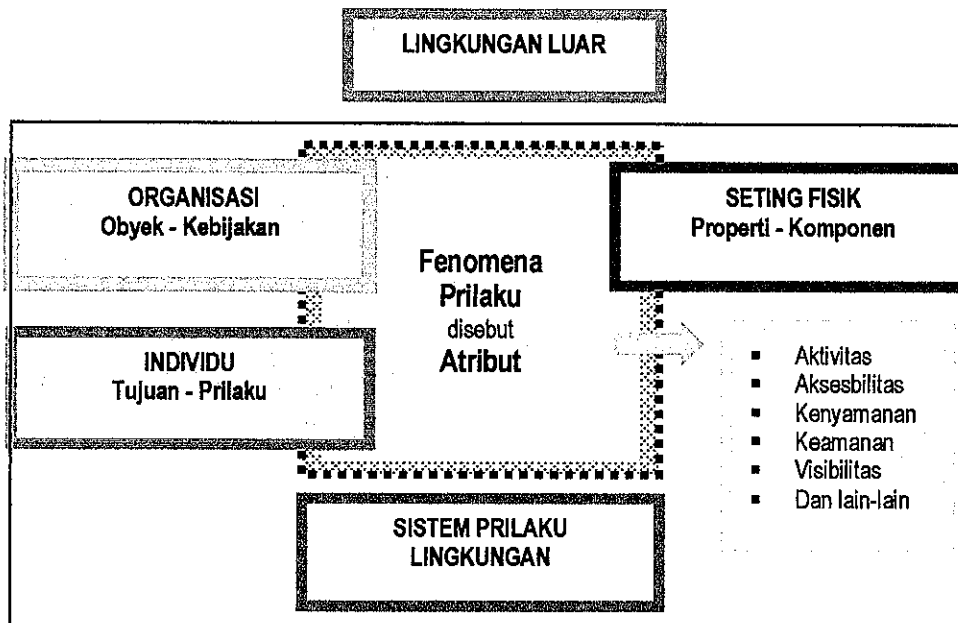 LINGKUNGAN LUAR
ORGANISASI
Obyek - Kebijakan
SETING FISIK
Properti - Komponen
Fenomena
Prilaku
disebut
Atribut
INDIVIDU
Tujuan - Prilaku
▪ Aktivitas
▪ Aksesbilitas
▪ Kenyamanan
▪ Keamanan
▪ Visibilitas
▪ Dan lain-lain
SISTEM PRILAKU
LINGKUNGAN